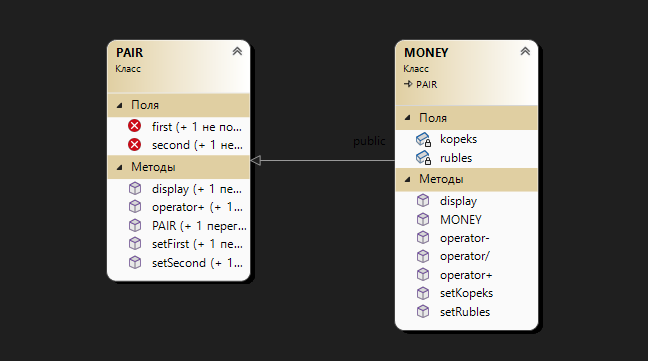 PAIR
Класс
Поля
first (+ 1 не по...
second (+ 1 не...
Методы
display (+ 1 пе...
operator+ (+ 1...
PAIR (+ 1 перег...
setFirst (+ 1 пе...
setSecond (+ 1...
public
MONEY
Класс
PAIR
Поля
kopeks
rubles
Методы
display
MONEY
operator-
operator/
operator+
setKopeks
setRubles